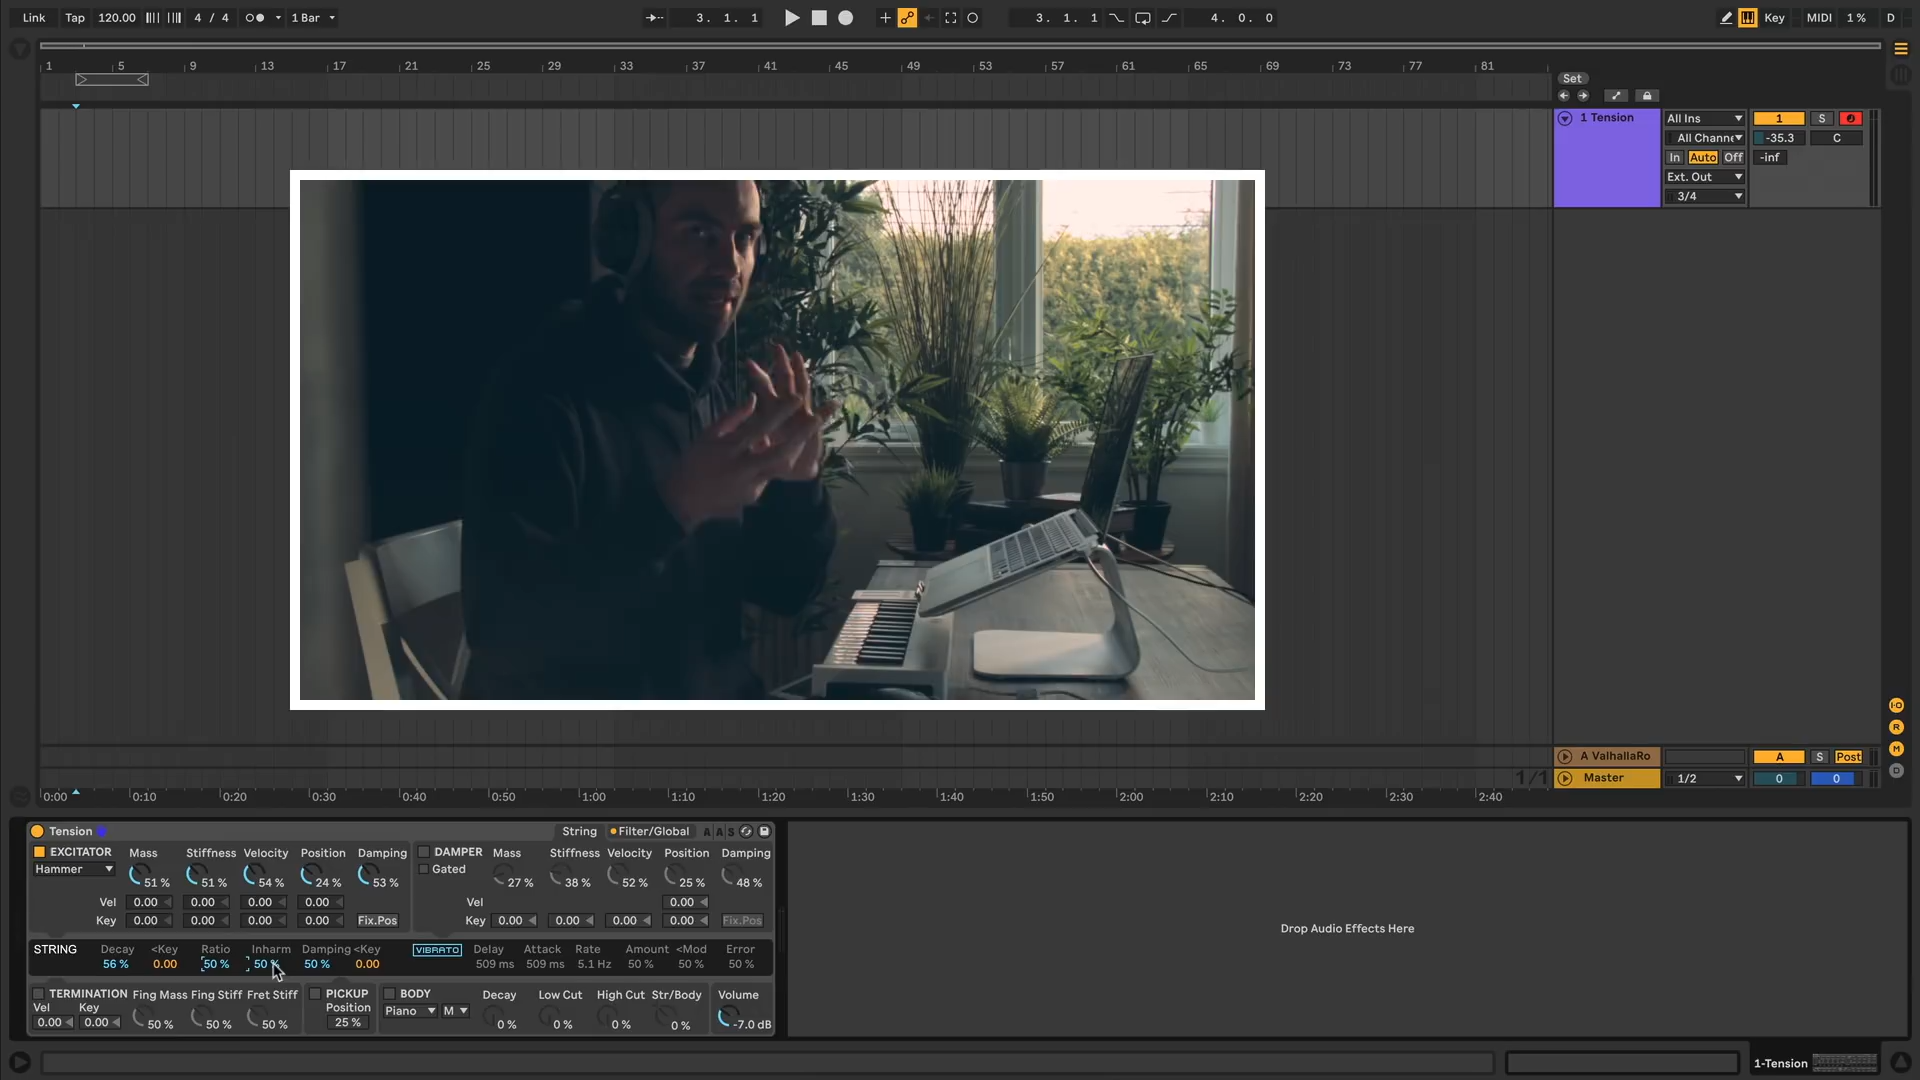 Link Tap 120.00 4 / 4 1 Bar 3. 1. 1 3. 1. 1 4. 0. 0 Key MIDI 1 % D
1 5 9 13 17 21 25 29 33 37 41 45 49 53 57 61 65 69 73 77 81
Set
1 Tension All Ins 1 S
All Channe -35.3 C
In Auto Off -inf
Ext. Out
3/4
A ValhallaRo A S Post
1/1 Master 1/2 0 0
0:00 0:10 0:20 0:30 0:40 0:50 1:00 1:10 1:20 1:30 1:40 1:50 2:00 2:10 2:20 2:30 2:40
Tension String Filter/Global A A S
EXCITATOR Mass Stiffness Velocity Position Damping DAMPER Mass Stiffness Velocity Position Damping
Hammer Gated
51 % 51 % 54 % 24 % 53 % 27 % 38 % 52 % 25 % 48 %
Vel 0.00 0.00 0.00 0.00 Vel 0.00
Key 0.00 0.00 0.00 0.00 Fix.Pos Key 0.00 0.00 0.00 0.00 Fix.Pos
STRING Decay <Key Ratio Inharm Damping <Key VIBRATO Delay Attack Rate Amount <Mod Error
56 % 0.00 50 % 50 % 50 % 0.00 509 ms 509 ms 5.1 Hz 50 % 50 % 50 %
TERMINATION Fing Mass Fing Stiff Fret Stiff PICKUP BODY Decay Low Cut High Cut Str/Body Volume
Vel Key Position Piano M
0.00 0.00 50 % 50 % 50 % 25 % 0 % 0 % 0 % 0 % -7.0 dB
Drop Audio Effects Here
1-Tension